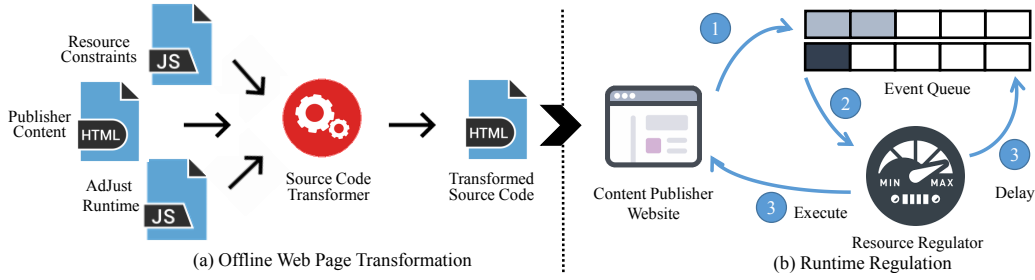 Resource
Constraints
JS
Publisher
Content
HTML
AdJust
Runtime
JS
Source Code
Transformer
HTML
Transformed
Source Code
(a) Offline Web Page Transformation
1
Event Queue
2
Content Publisher
Website
3
Execute
MIN
MAX
Resource Regulator
3
Delay
(b) Runtime Regulation